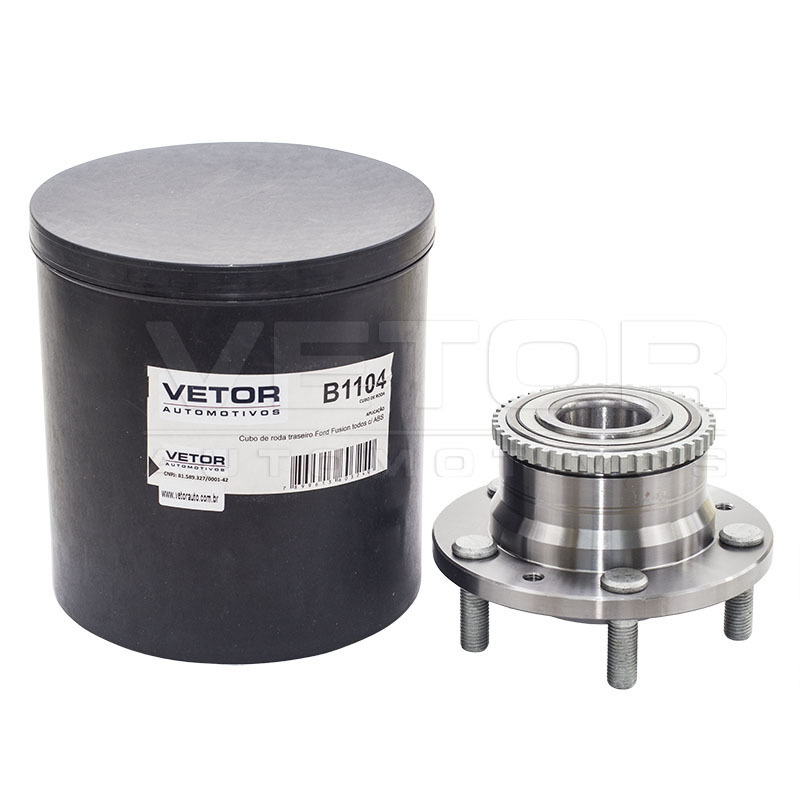 VETOR
AUTOMOTIVOS
B1104
CUBO DE RODA
APLICAÇÃO
Cubo de roda traseiro Ford Fusion todos c/ ABS
VETOR
AUTOMOTIVOS
CNPJ: 81.589.327/0001-42
www.vetorauto.com.br
VETOR
AUTOMOTIVOS